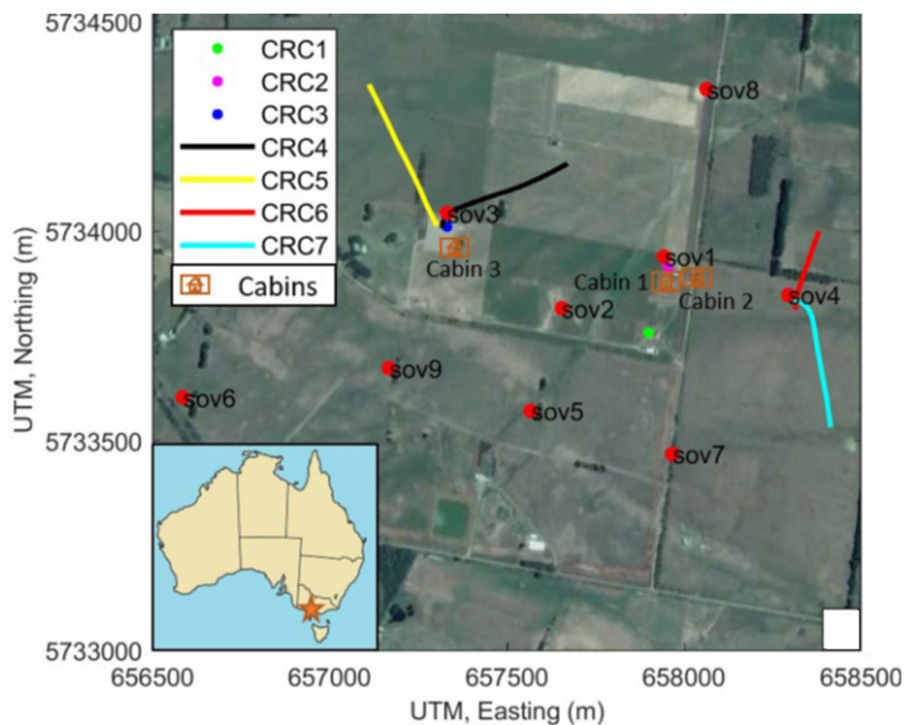 5734500
5734000
5733500
5733000
UTM, Northing (m)
CRC1
CRC2
CRC3
CRC4
CRC5
CRC6
CRC7
Cabins
sov8
sov3
Cabin 3
sov1
Cabin 1
Cabin 2
sov4
sov2
sov9
sov6
sov5
sov7
656500
657000
657500
658000
658500
UTM, Easting (m)